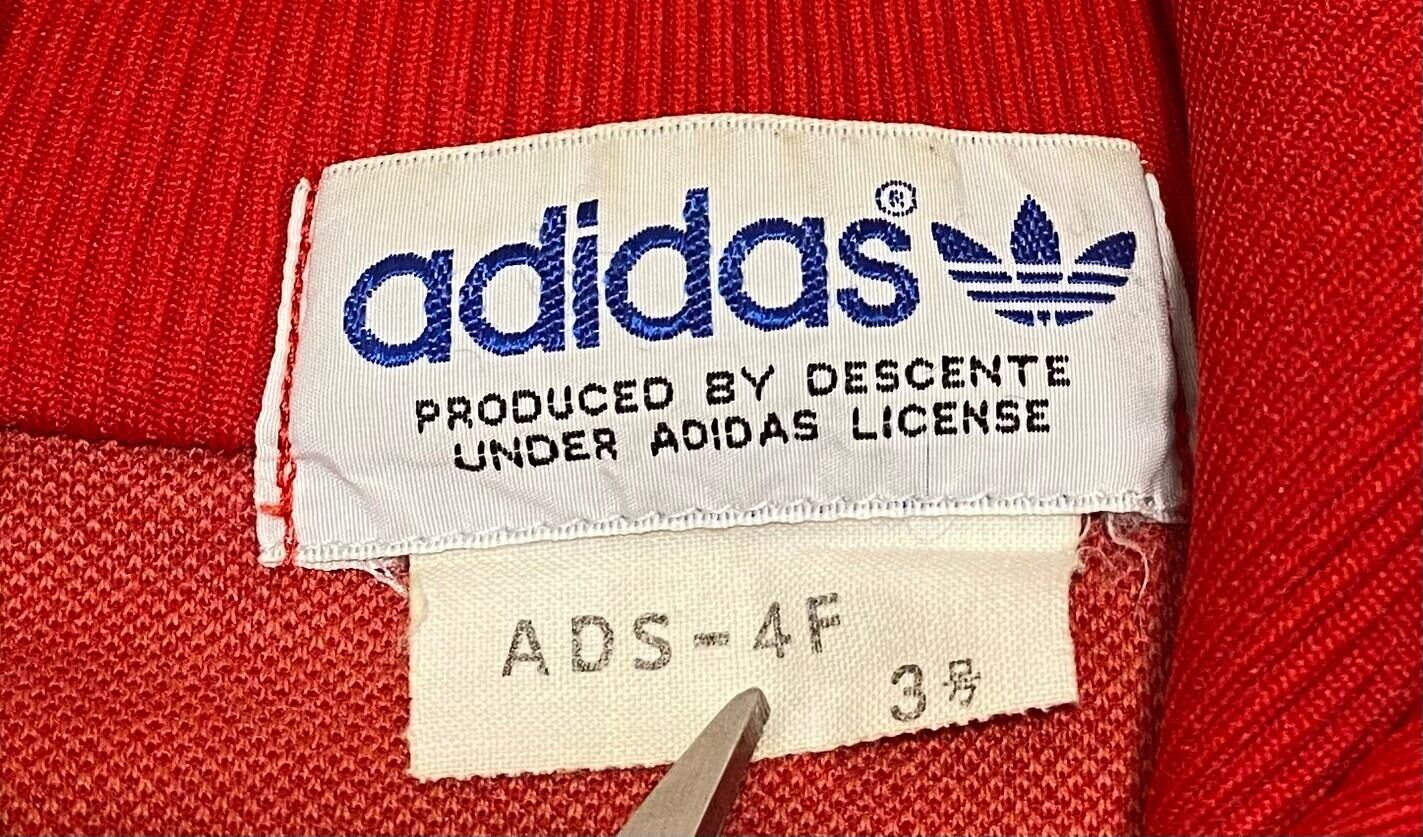 adidas®
PRODUCED BY DESCENTE
UNDER ADIDAS LICENSE
ADS-4F
3号